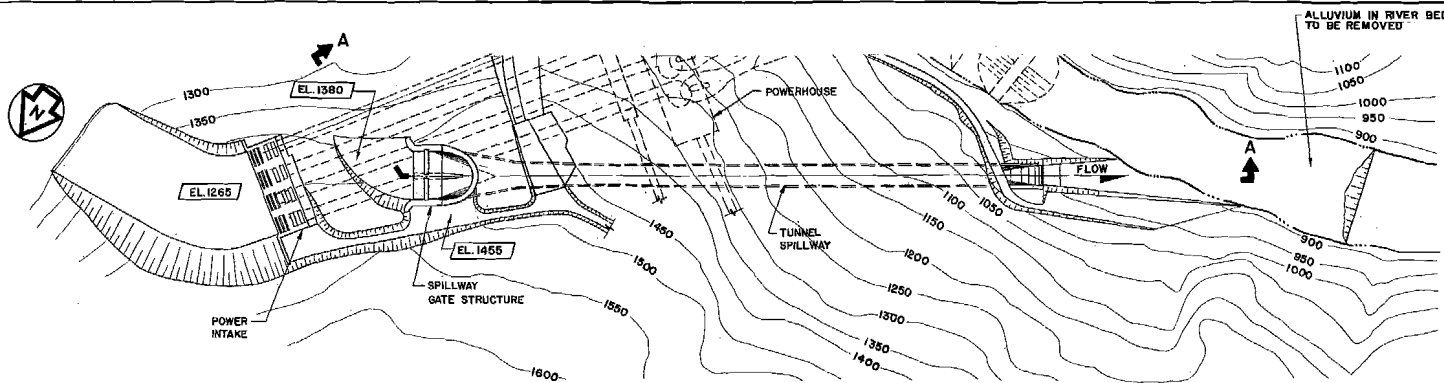 ALLUVIUM IN RIVER BED
TO BE REMOVED
A
1300
EL.1380
1350
POWERHOUSE
1100
1050
1000
950
900
N
A
EL.1265
FLOW
1450
1100
1050
1150
TUNNEL
SPILLWAY
EL.1455
1500
1200
900
950
1000
SPILLWAY
GATE STRUCTURE
1250
1550
1300
POWER
INTAKE
1350
1400
1600